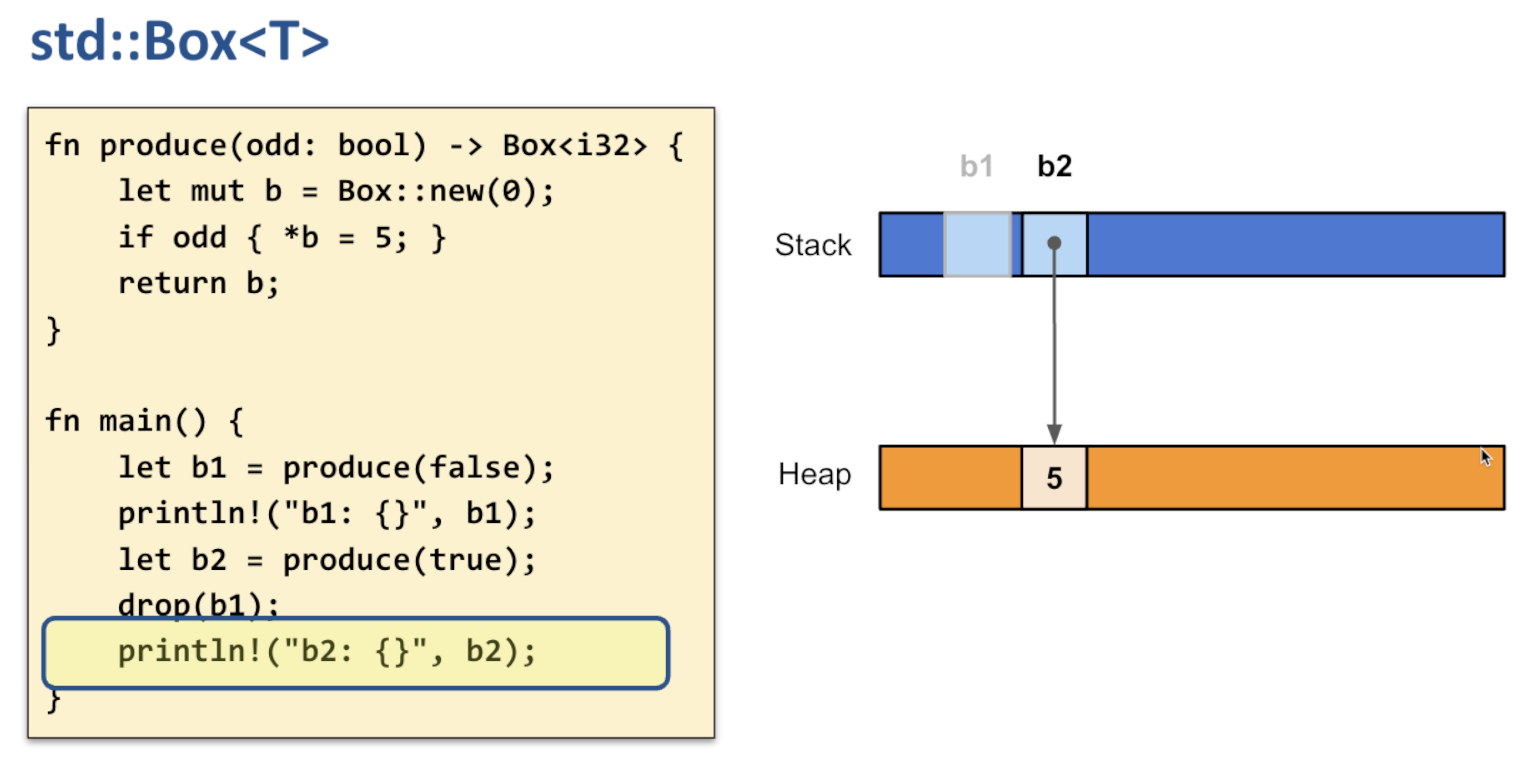 std::Box<T>
fn produce(odd: bool) -> Box<i32> {
    let mut b = Box::new(0);
    if odd { *b = 5; }
    return b;
}
fn main() {
    let b1 = produce(false);
    println!("b1: {}", b1);
    let b2 = produce(true);
    drop(b1);
    println!("b2: {}", b2);
}
b1 b2
Stack
Heap
5